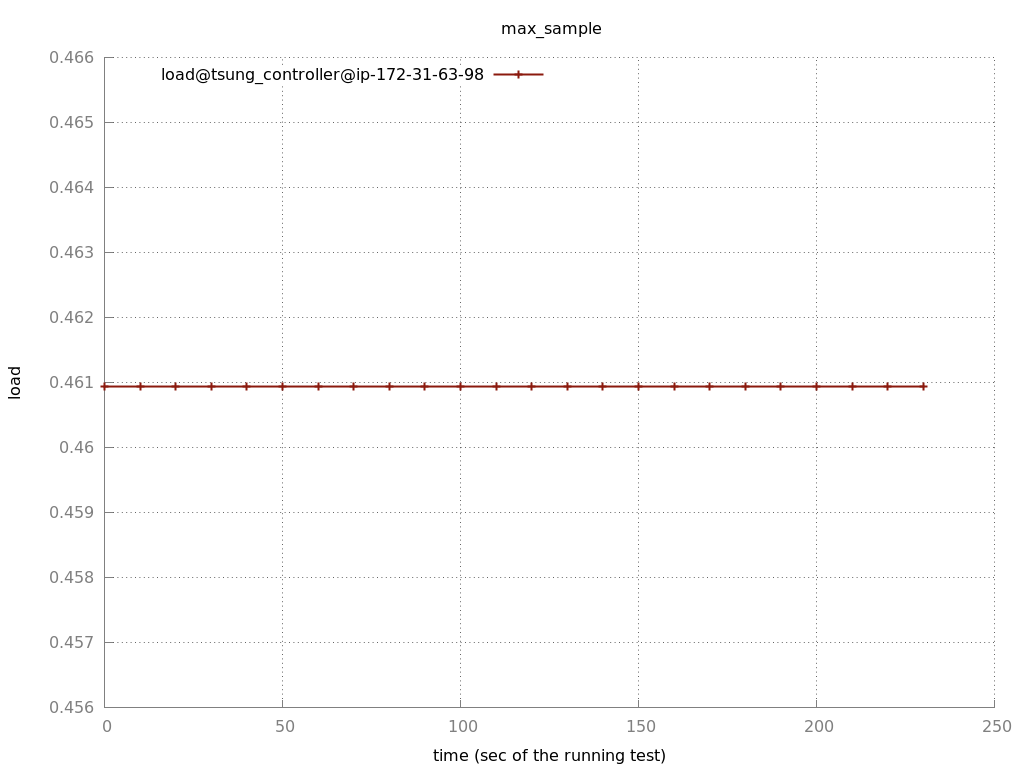 max_sample
load@tsung_controller@ip-172-31-63-98
0.466
0.465
0.464
0.463
0.462
0.461
0.46
0.459
0.458
0.457
0.456
load
0 50 100 150 200 250
time (sec of the running test)